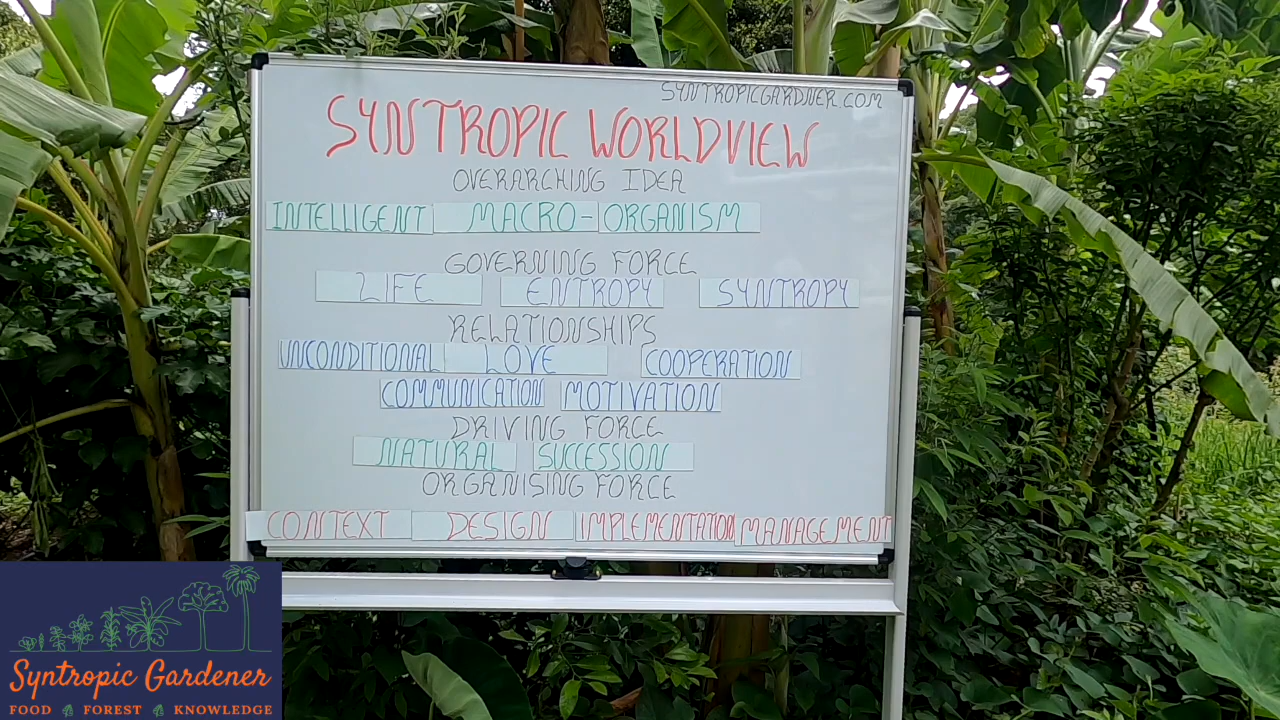 SYNTROPICGARDNER.COM
SYNTROPIC WORLDVIEW
OVERARCHING IDEA
INTELLIGENT MACRO-ORGANISM
GOVERNING FORCE
LIFE ENTROPY SYNTROPY
RELATIONSHIPS
UNCONDITIONAL LOVE COOPERATION
COMMUNICATION MOTIVATION
DRIVING FORCE
NATURAL SUCCESSION
ORGANISING FORCE
CONTEXT DESIGN IMPLEMENTATION MANAGEMENT
Syntropic Gardener
FOOD FOREST KNOWLEDGE